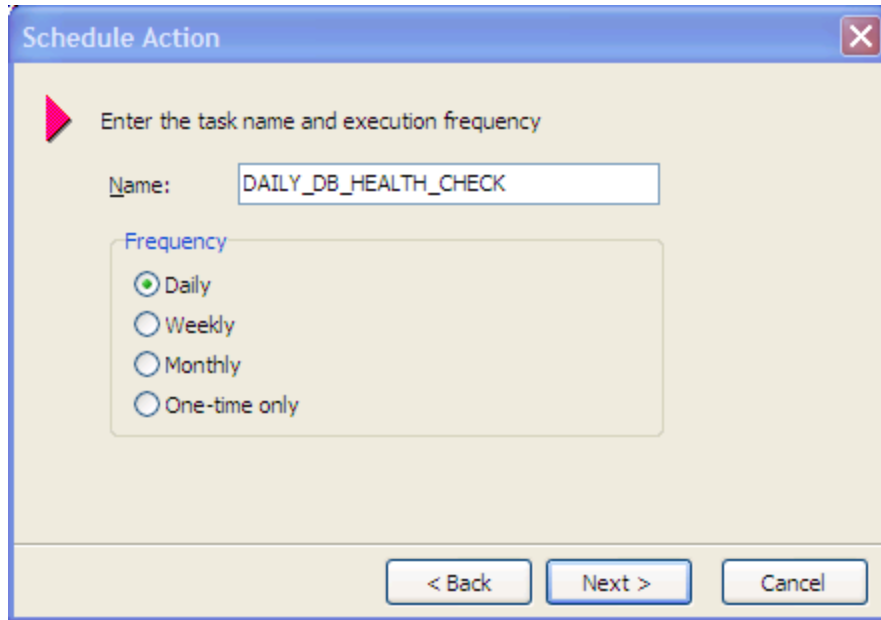 Schedule Action
Enter the task name and execution frequency
Name: DAILY_DB_HEALTH_CHECK
Frequency
Daily
Weekly
Monthly
One-time only
< Back Next > Cancel